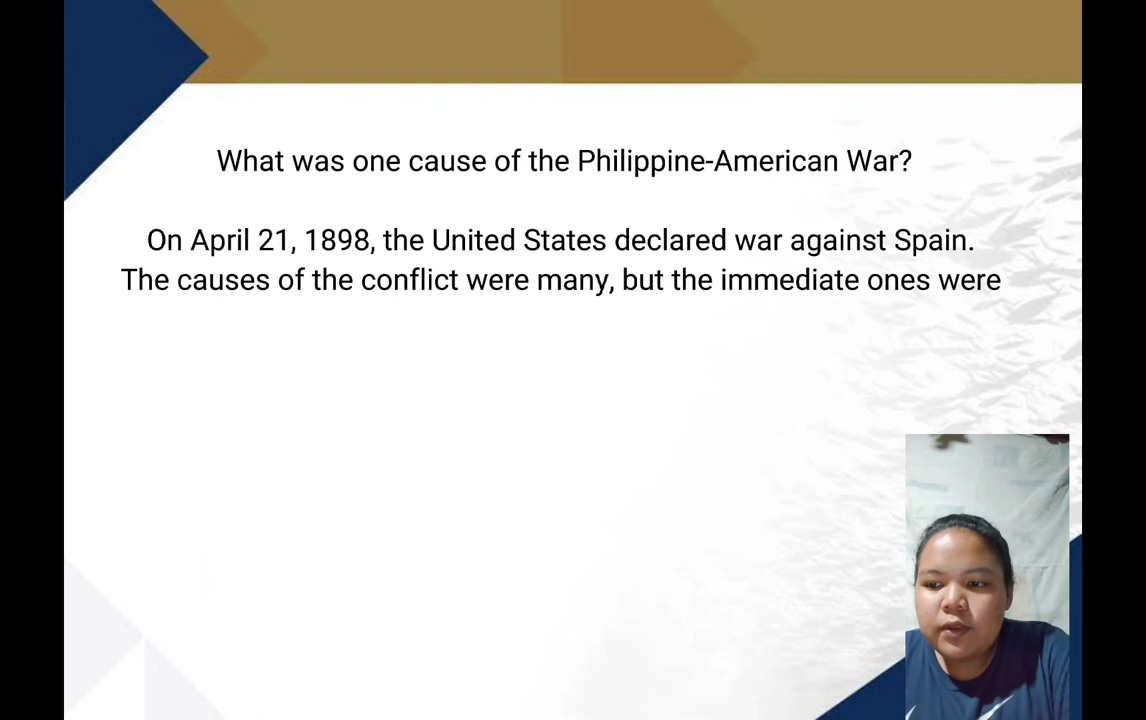 What was one cause of the Philippine-American War?
On April 21, 1898, the United States declared war against Spain.
The causes of the conflict were many, but the immediate ones were